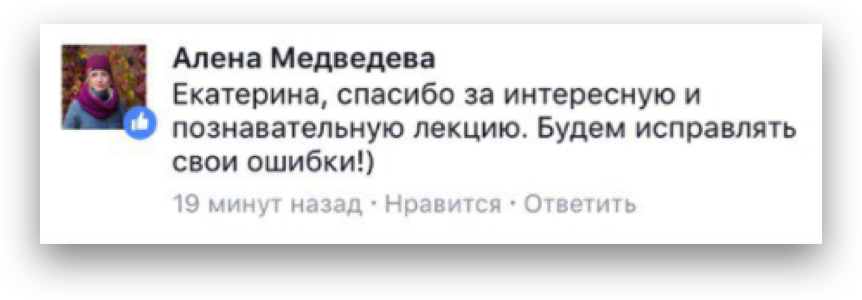 Алена Медведева
Екатерина, спасибо за интересную и
познавательную лекцию. Будем исправлять
свои ошибки!)
19 минут назад · Нравится · Ответить